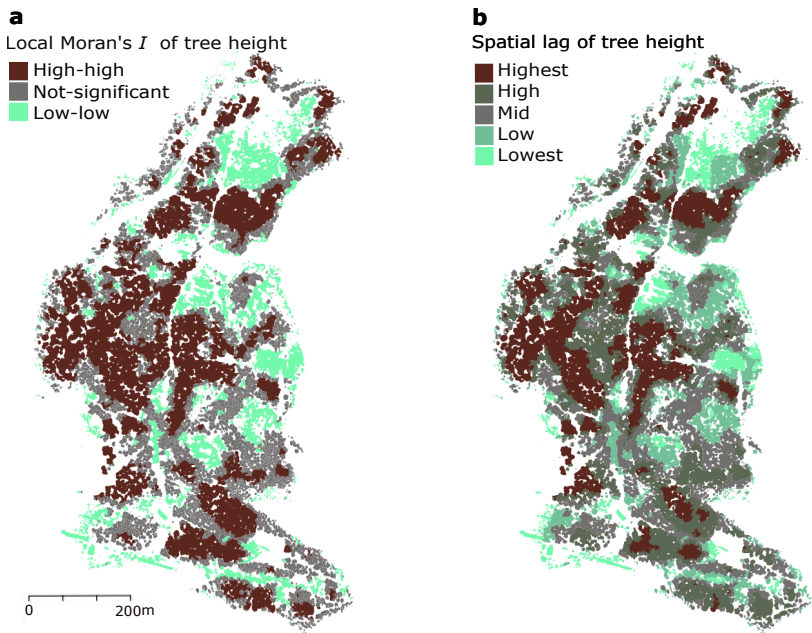 a
Local Moran's I of tree height
High-high
Not-significant
Low-low
0 200m
b
Spatial lag of tree height
Highest
High
Mid
Low
Lowest